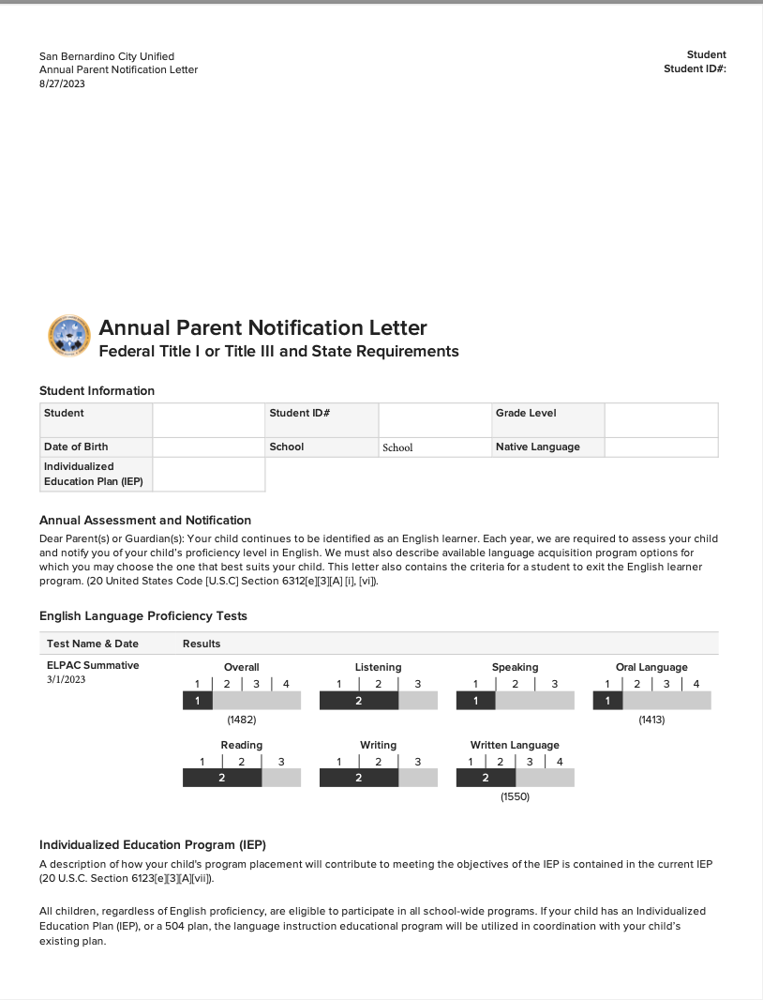 San Bernardino City Unified
Annual Parent Notification Letter
8/27/2023
Student
Student ID#:
Annual Parent Notification Letter
Federal Title I or Title III and State Requirements
Student Information
Student Student ID# Grade Level
Date of Birth School School Native Language
Individualized
Education Plan (IEP)
Annual Assessment and Notification
Dear Parent(s) or Guardian(s): Your child continues to be identified as an English learner. Each year, we are required to assess your child
and notify you of your child's proficiency level in English. We must also describe available language acquisition program options for
which you may choose the one that best suits your child. This letter also contains the criteria for a student to exit the English learner
program. (20 United States Code [U.S.C] Section 6312[e][3][A] [i], [vi]).
English Language Proficiency Tests
Test Name & Date Results
ELPAC Summative
3/1/2023
Overall Listening Speaking Oral Language
1 2 3 4 1 2 3 1 2 3 1 2 3 4
1 2 1 1
(1482) (1413)
Reading Writing Written Language
1 2 3 1 2 3 1 2 3 4
2 2 2
(1550)
Individualized Education Program (IEP)
A description of how your child's program placement will contribute to meeting the objectives of the IEP is contained in the current IEP
(20 U.S.C. Section 6123[e][3][A][vii]).
All children, regardless of English proficiency, are eligible to participate in all school-wide programs. If your child has an Individualized
Education Plan (IEP), or a 504 plan, the language instruction educational program will be utilized in coordination with your child's
existing plan.